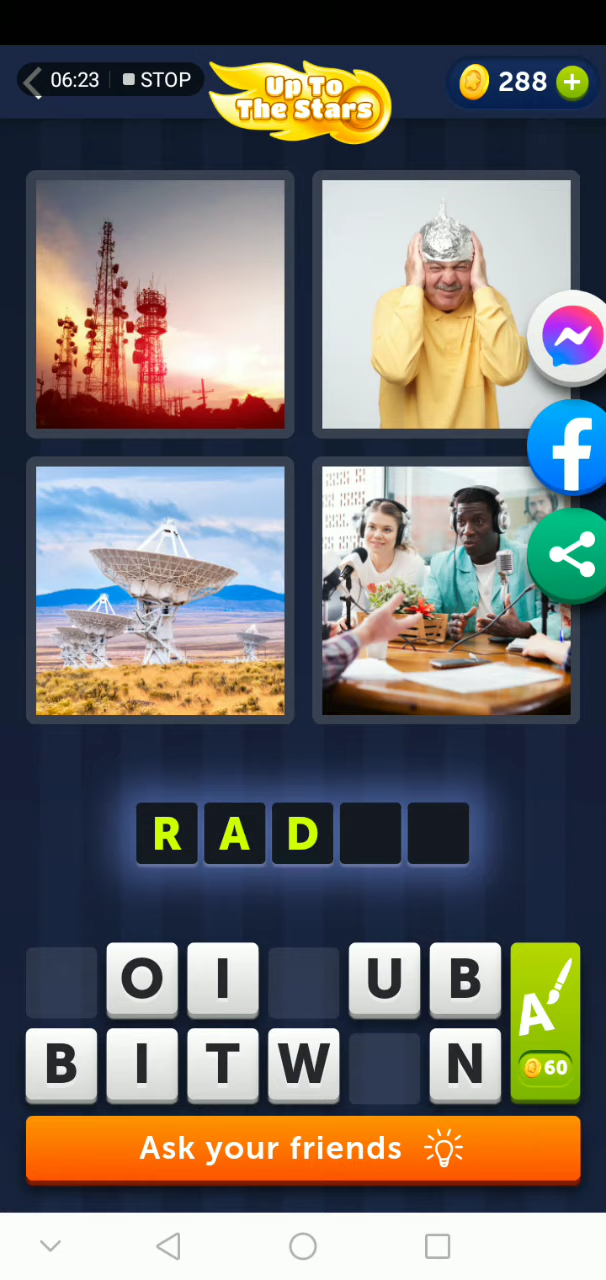 06:23 STOP
Up To
The Stars
288 +
R A D
O I U B
B I T W N
A
60
Ask your friends